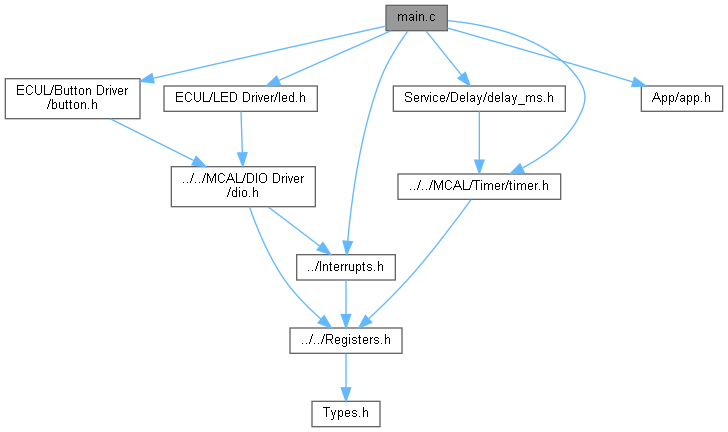 main.c
ECUL/Button Driver
/button.h
ECUL/LED Driver/led.h
Service/Delay/delay_ms.h
App/app.h
../../MCAL/DIO Driver
/dio.h
../../MCAL/Timer/timer.h
../Interrupts.h
../../Registers.h
Types.h